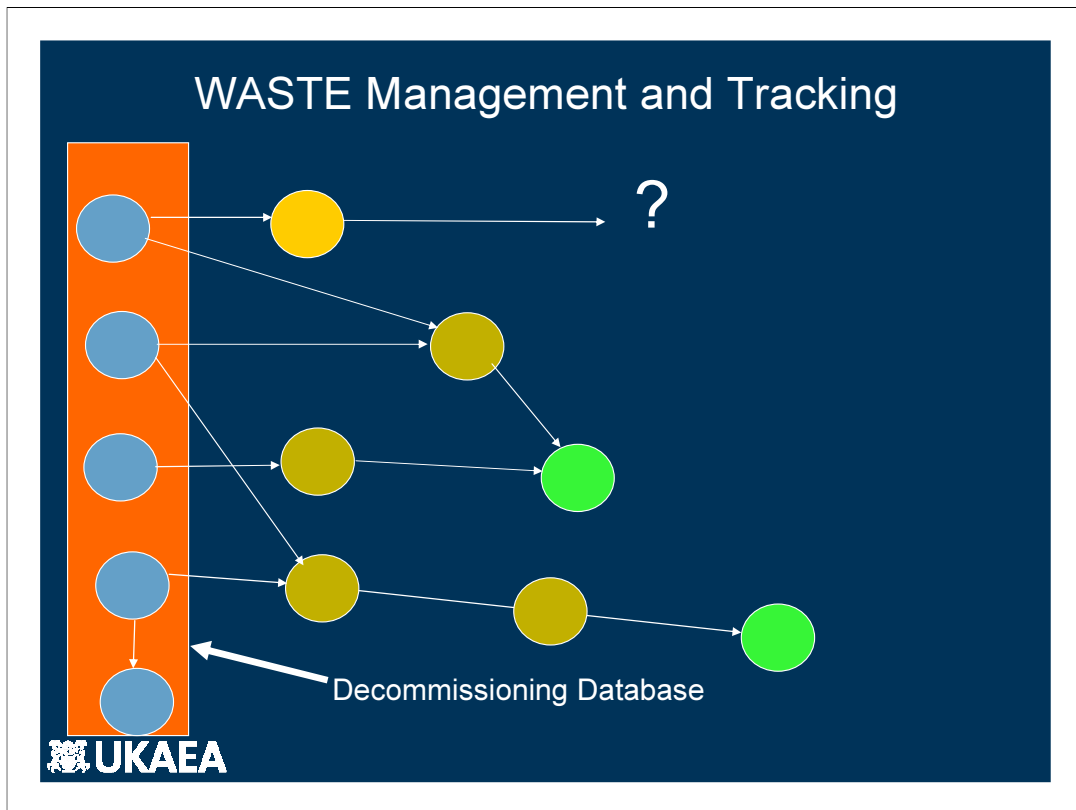 WASTE Management and Tracking
?
Decommissioning Database
UKAEA